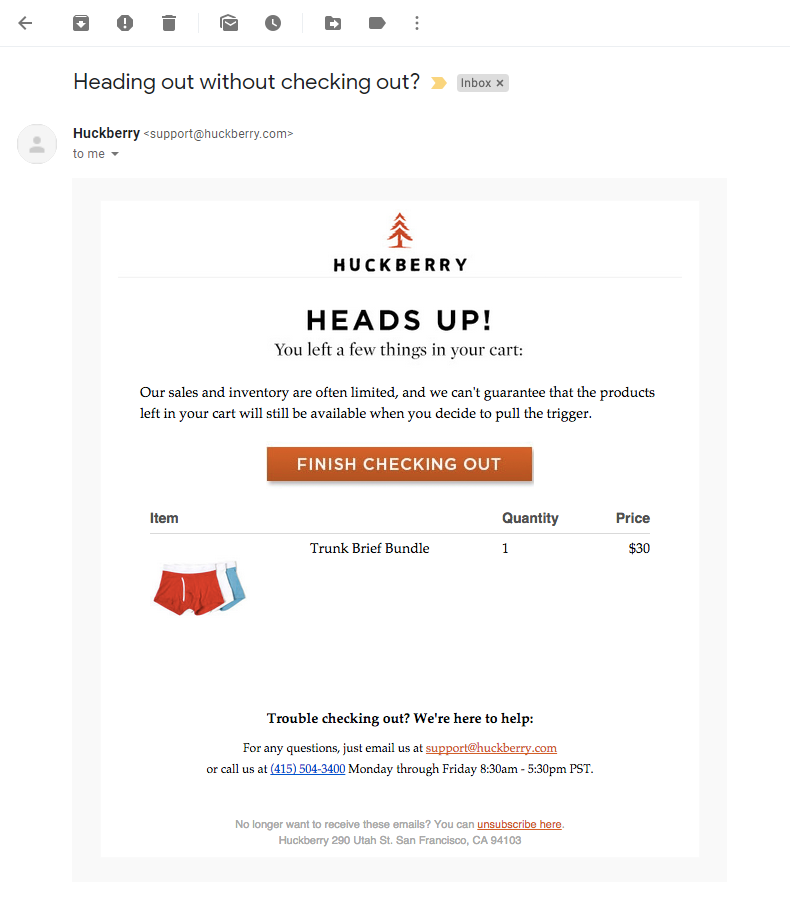 Heading out without checking out? Inbox ×
Huckberry <support@huckberry.com>
to me
HUCKBERRY
HEADS UP!
You left a few things in your cart:
Our sales and inventory are often limited, and we can't guarantee that the products
left in your cart will still be available when you decide to pull the trigger.
FINISH CHECKING OUT
Item Quantity Price
Trunk Brief Bundle 1 $30
Trouble checking out? We're here to help:
For any questions, just email us at support@huckberry.com
or call us at (415) 504-3400 Monday through Friday 8:30am - 5:30pm PST.
No longer want to receive these emails? You can unsubscribe here.
Huckberry 290 Utah St. San Francisco, CA 94103